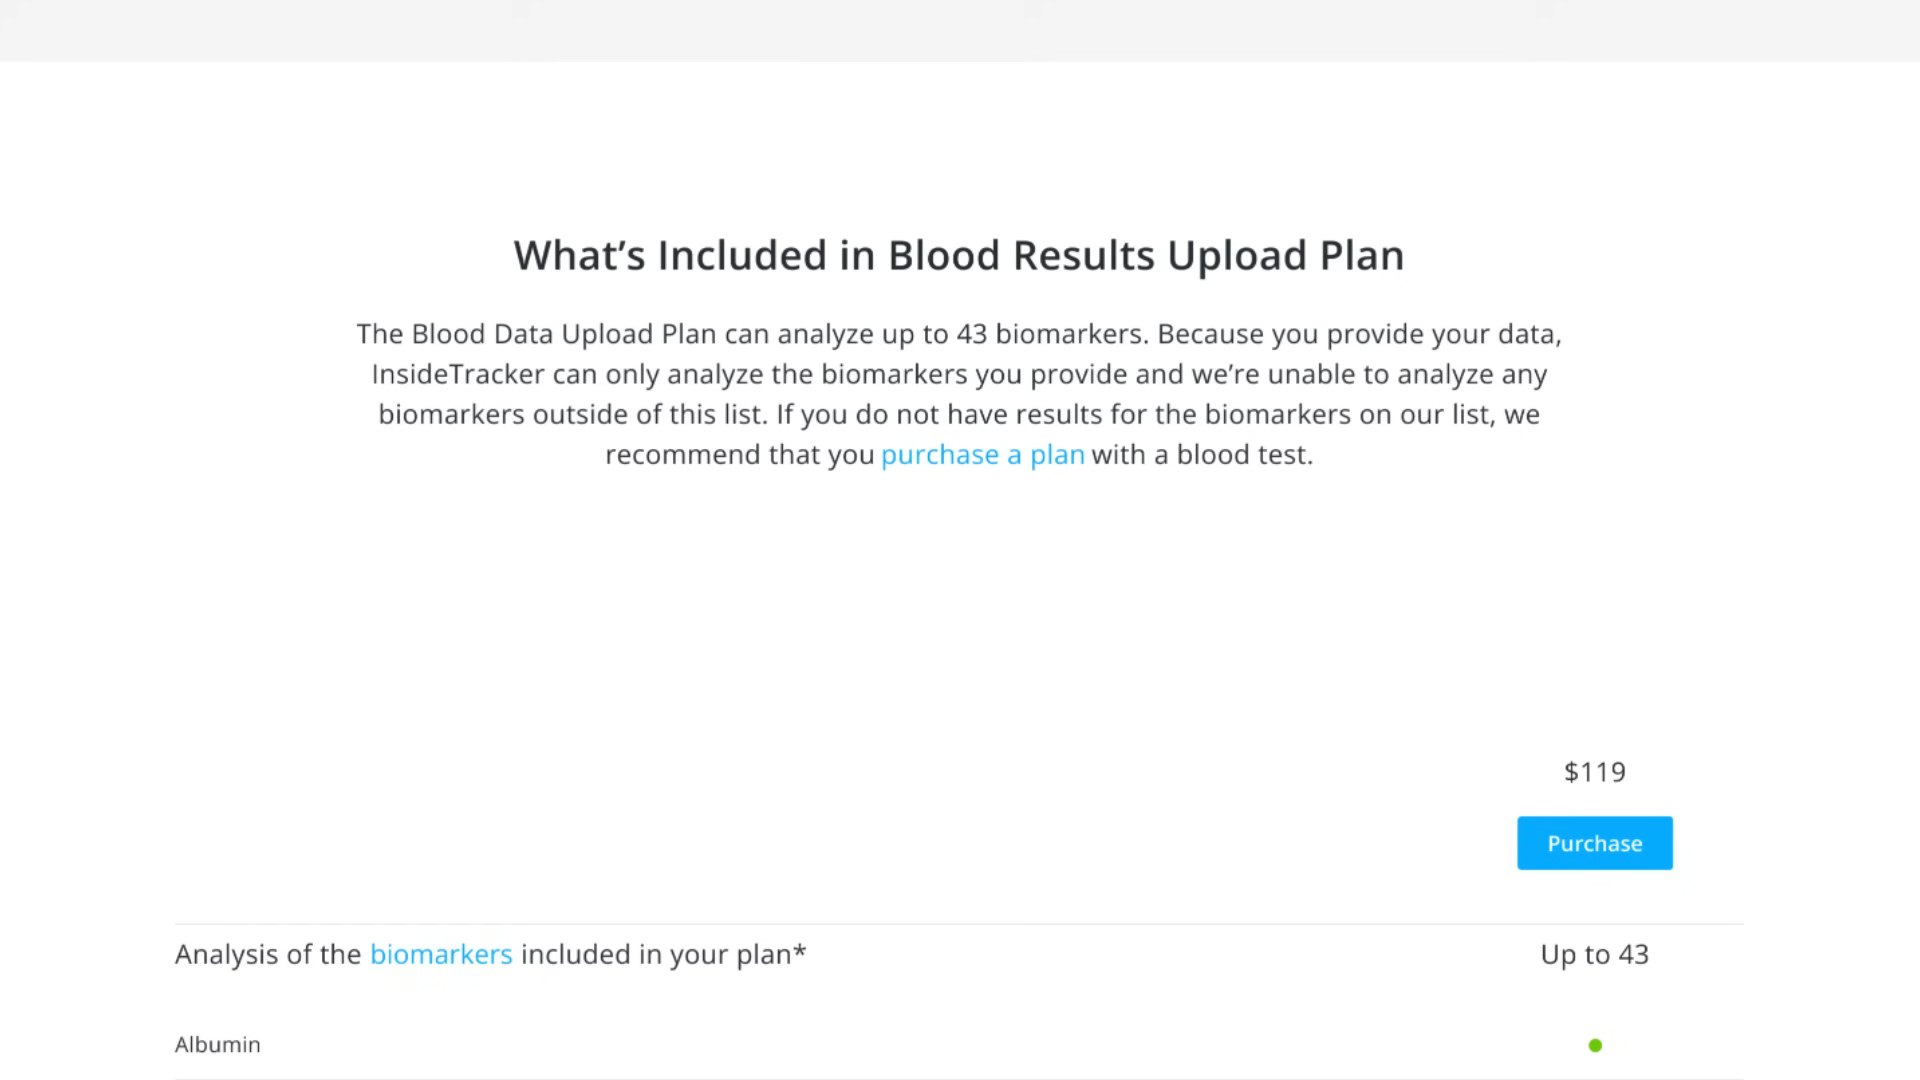 What’s Included in Blood Results Upload Plan
The Blood Data Upload Plan can analyze up to 43 biomarkers. Because you provide your data,
InsideTracker can only analyze the biomarkers you provide and we’re unable to analyze any
biomarkers outside of this list. If you do not have results for the biomarkers on our list, we
recommend that you purchase a plan with a blood test.
$119
Purchase
Analysis of the biomarkers included in your plan* Up to 43
Albumin